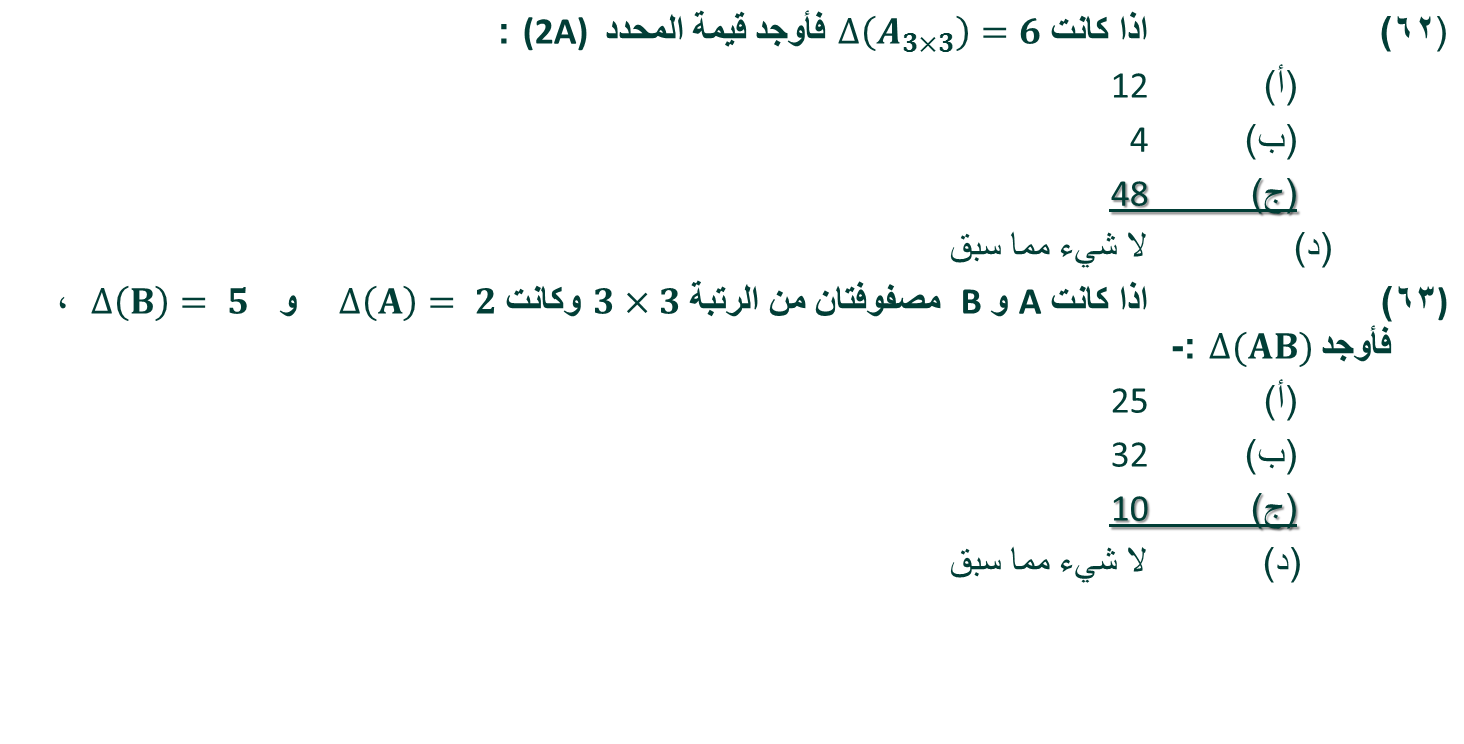 (٦٢) اذا كانت Δ(A₃ₓ₃) = 6 فأوجد قيمة المحدد (2A) :
(أ) 12
(ب) 4
(ج) 48
(د) لا شيء مما سبق
(٦٣) اذا كانت A و B مصفوفتان من الرتبة 3 × 3 وكانت Δ(A) = 2 و Δ(B) = 5 ،
فأوجد Δ(AB) :-
(أ) 25
(ب) 32
(ج) 10
(د) لا شيء مما سبق